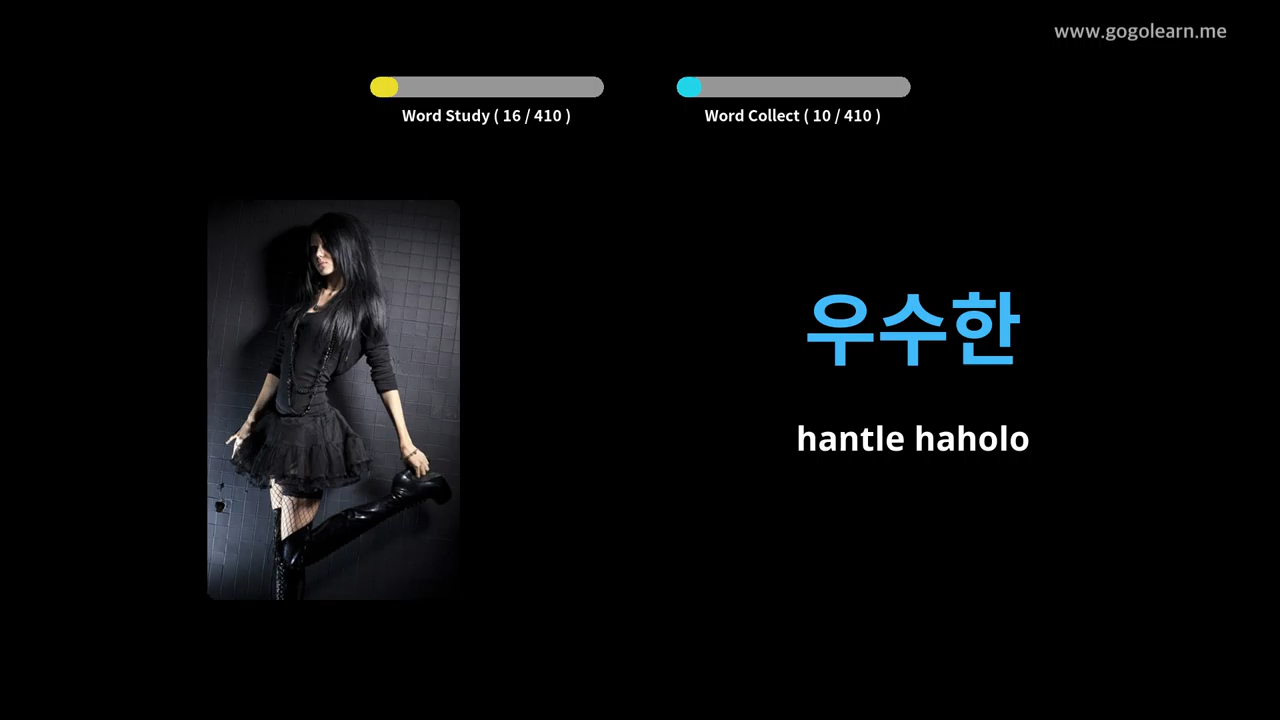 www.gogolearn.me
Word Study ( 16 / 410 )
Word Collect ( 10 / 410 )
우수한
hantle haholo